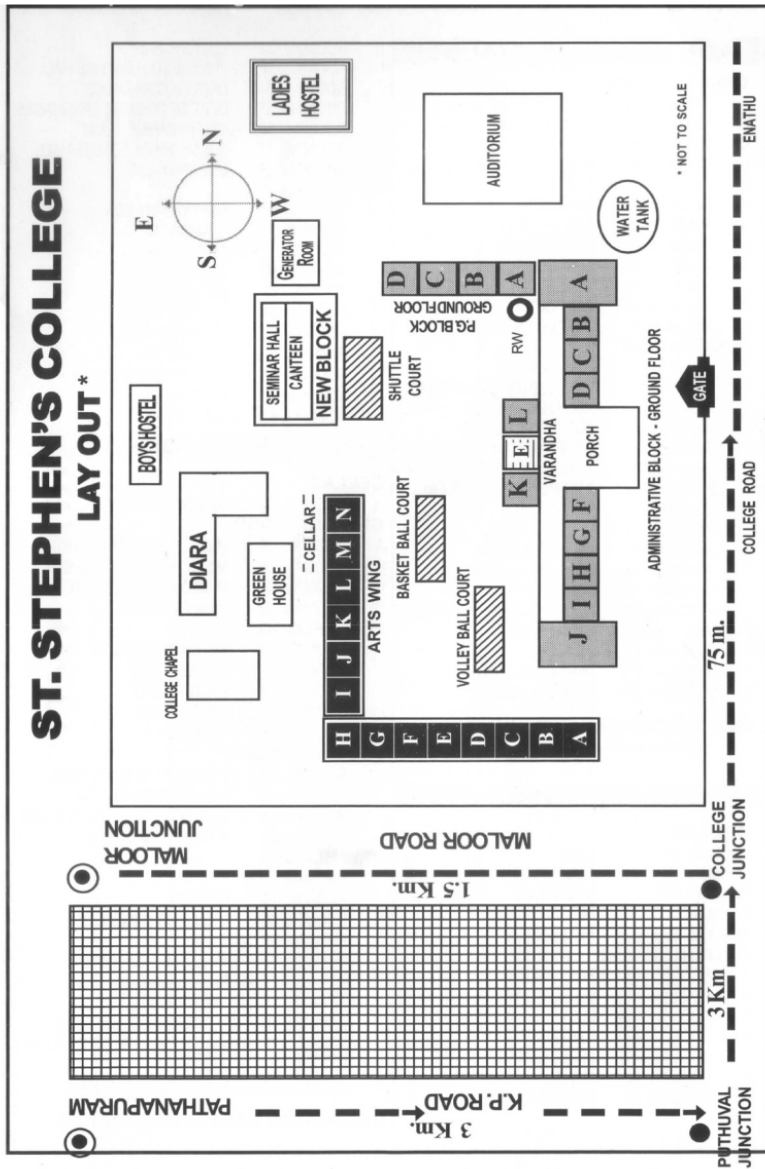 ST. STEPHEN'S COLLEGE
LAY OUT *
E
N
S
W
LADIES
HOSTEL
BOYS HOSTEL
GENERATOR
ROOM
SEMINAR HALL
CANTEEN
NEW BLOCK
SHUTTLE
COURT
AUDITORIUM
DIARA
GREEN
HOUSE
COLLEGE CHAPEL
= CELLAR =
I J K L M N
ARTS WING
H
G
F
E
D
C
B
A
BASKET BALL COURT
VOLLEY BALL COURT
P.G BLOCK
GROUND FLOOR
D
C
B
A
RW
WATER
TANK
K E L
VARANDHA
J I H G F
PORCH
D C B A
ADMINISTRATIVE BLOCK - GROUND FLOOR
GATE
* NOT TO SCALE
MALOOR
JUNCTION
MALOOR ROAD
1.5 Km.
COLLEGE
JUNCTION
75 m.
COLLEGE ROAD
ENATHU
PATHANAPURAM
K.P. ROAD
3 Km.
3 Km
PUTHUVAL
JUNCTION